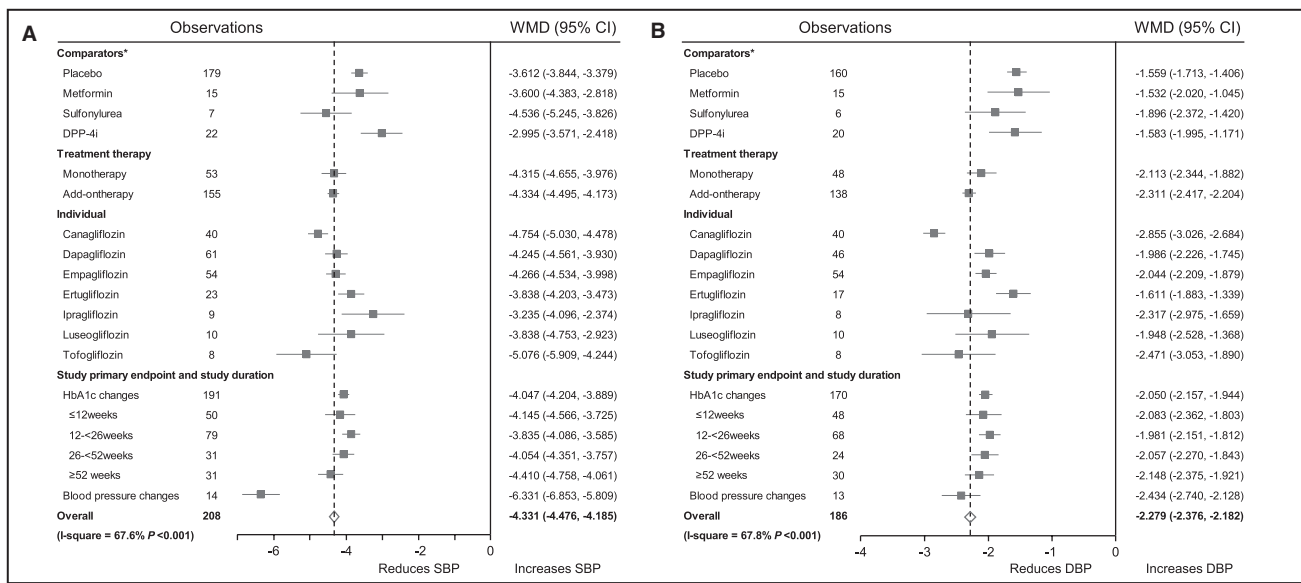 A
Observations WMD (95% CI)
Comparators*
Placebo 179 -3.612 (-3.844, -3.379)
Metformin 15 -3.600 (-4.383, -2.818)
Sulfonylurea 7 -4.536 (-5.245, -3.826)
DPP-4i 22 -2.995 (-3.571, -2.418)
Treatment therapy
Monotherapy 53 -4.315 (-4.655, -3.976)
Add-ontherapy 155 -4.334 (-4.495, -4.173)
Individual
Canagliflozin 40 -4.754 (-5.030, -4.478)
Dapagliflozin 61 -4.245 (-4.561, -3.930)
Empagliflozin 54 -4.266 (-4.534, -3.998)
Ertugliflozin 23 -3.838 (-4.203, -3.473)
Ipragliflozin 9 -3.235 (-4.096, -2.374)
Luseogliflozin 10 -3.838 (-4.753, -2.923)
Tofogliflozin 8 -5.076 (-5.909, -4.244)
Study primary endpoint and study duration
HbA1c changes 191 -4.047 (-4.204, -3.889)
≤12weeks 50 -4.145 (-4.566, -3.725)
12-<26weeks 79 -3.835 (-4.086, -3.585)
26-<52weeks 31 -4.054 (-4.351, -3.757)
≥52 weeks 31 -4.410 (-4.758, -4.061)
Blood pressure changes 14 -6.331 (-6.853, -5.809)
Overall 208 -4.331 (-4.476, -4.185)
(I-square = 67.6% P <0.001)
-6 -4 -2 0
Reduces SBP Increases SBP
B
Observations WMD (95% CI)
Comparators*
Placebo 160 -1.559 (-1.713, -1.406)
Metformin 15 -1.532 (-2.020, -1.045)
Sulfonylurea 6 -1.896 (-2.372, -1.420)
DPP-4i 20 -1.583 (-1.995, -1.171)
Treatment therapy
Monotherapy 48 -2.113 (-2.344, -1.882)
Add-ontherapy 138 -2.311 (-2.417, -2.204)
Individual
Canagliflozin 40 -2.855 (-3.026, -2.684)
Dapagliflozin 46 -1.986 (-2.226, -1.745)
Empagliflozin 54 -2.044 (-2.209, -1.879)
Ertugliflozin 17 -1.611 (-1.883, -1.339)
Ipragliflozin 8 -2.317 (-2.975, -1.659)
Luseogliflozin 10 -1.948 (-2.528, -1.368)
Tofogliflozin 8 -2.471 (-3.053, -1.890)
Study primary endpoint and study duration
HbA1c changes 170 -2.050 (-2.157, -1.944)
≤12weeks 48 -2.083 (-2.362, -1.803)
12-<26weeks 68 -1.981 (-2.151, -1.812)
26-<52weeks 24 -2.057 (-2.270, -1.843)
≥52 weeks 30 -2.148 (-2.375, -1.921)
Blood pressure changes 13 -2.434 (-2.740, -2.128)
Overall 186 -2.279 (-2.376, -2.182)
(I-square = 67.8% P <0.001)
-4 -3 -2 -1 0
Reduces DBP Increases DBP